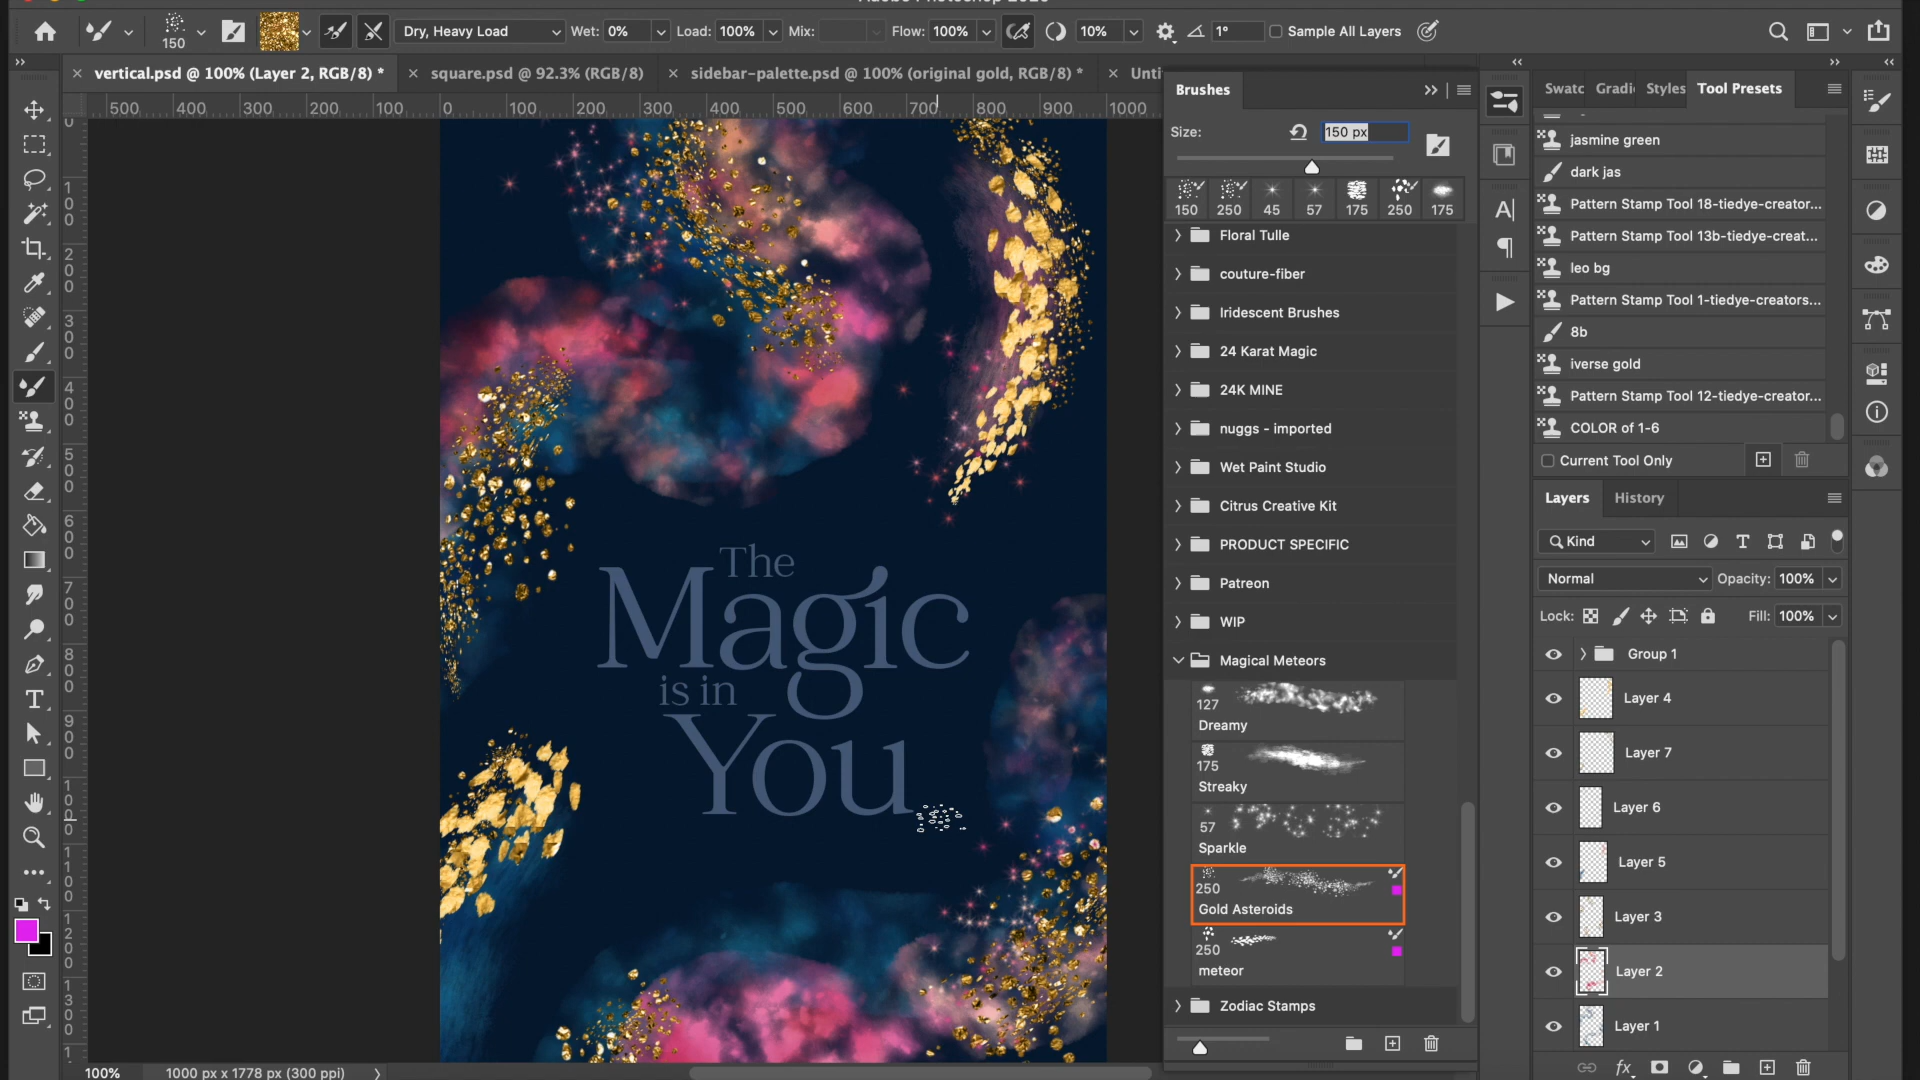 150
Dry, Heavy Load
Wet: 0%
Load: 100%
Mix:
Flow: 100%
10%
1°
Sample All Layers
vertical.psd @ 100% (Layer 2, RGB/8) *
square.psd @ 92.3% (RGB/8)
sidebar-palette.psd @ 100% (original gold, RGB/8) *
500 400 300 200 100 0 100 200 300 400 500 600 700 800 900 1000
The
Magic
is in
You
100%
1000 px x 1778 px (300 ppi)
Brushes
Size:
150 px
150 250 45 57 175 250 175
Floral Tulle
couture-fiber
Iridescent Brushes
24 Karat Magic
24K MINE
nuggs - imported
Wet Paint Studio
Citrus Creative Kit
PRODUCT SPECIFIC
Patreon
WIP
Magical Meteors
127
Dreamy
175
Streaky
57
Sparkle
250
Gold Asteroids
250
meteor
Zodiac Stamps
Swatc
Gradi
Styles
Tool Presets
jasmine green
dark jas
Pattern Stamp Tool 18-tiedye-creator...
Pattern Stamp Tool 13b-tiedye-creat...
leo bg
Pattern Stamp Tool 1-tiedye-creators...
8b
iverse gold
Pattern Stamp Tool 12-tiedye-creator...
COLOR of 1-6
Current Tool Only
Layers
History
Kind
Normal
Opacity: 100%
Lock:
Fill: 100%
Group 1
Layer 4
Layer 7
Layer 6
Layer 5
Layer 3
Layer 2
Layer 1